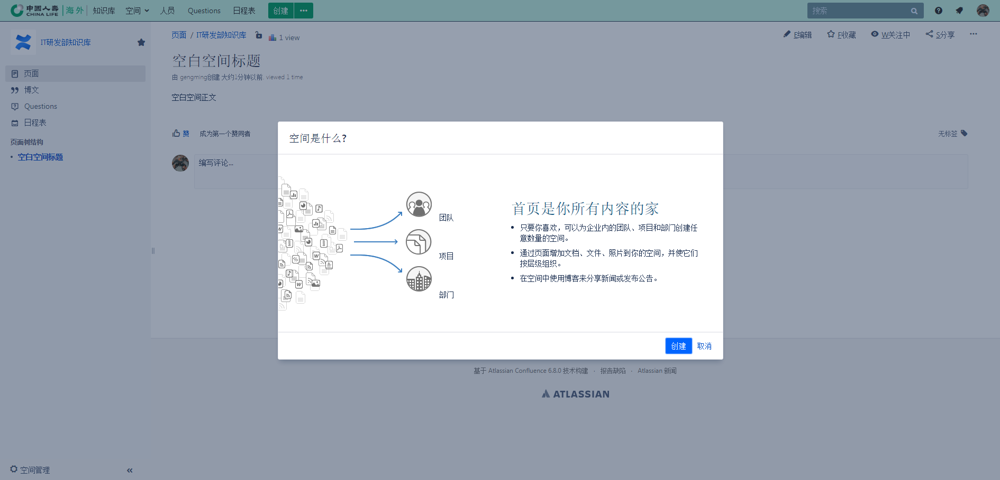 中國人壽 CHINA LIFE 海外 知识库 空间 人员 Questions 日程表 创建 搜索
IT研发部知识库
页面 / IT研发部知识库 1 view
E编辑 F收藏 W关注中 S分享
空白空间标题
由 gengming创建 大约1分钟以前, viewed 1 time
空白空间正文
页面
博文
Questions
日程表
页面树结构
空白空间标题
赞 成为第一个赞同者
无标签
编写评论...
空间是什么?
团队
项目
部门
首页是你所有内容的家
只要你喜欢，可以为企业内的团队、项目和部门创建任
意数量的空间。
通过页面增加文档、文件、照片到你的空间，并使它们
按层级组织。
在空间中使用博客来分享新闻或发布公告。
创建 取消
基于 Atlassian Confluence 6.8.0 技术构建 · 报告缺陷 · Atlassian 新闻
ATLASSIAN
空间管理